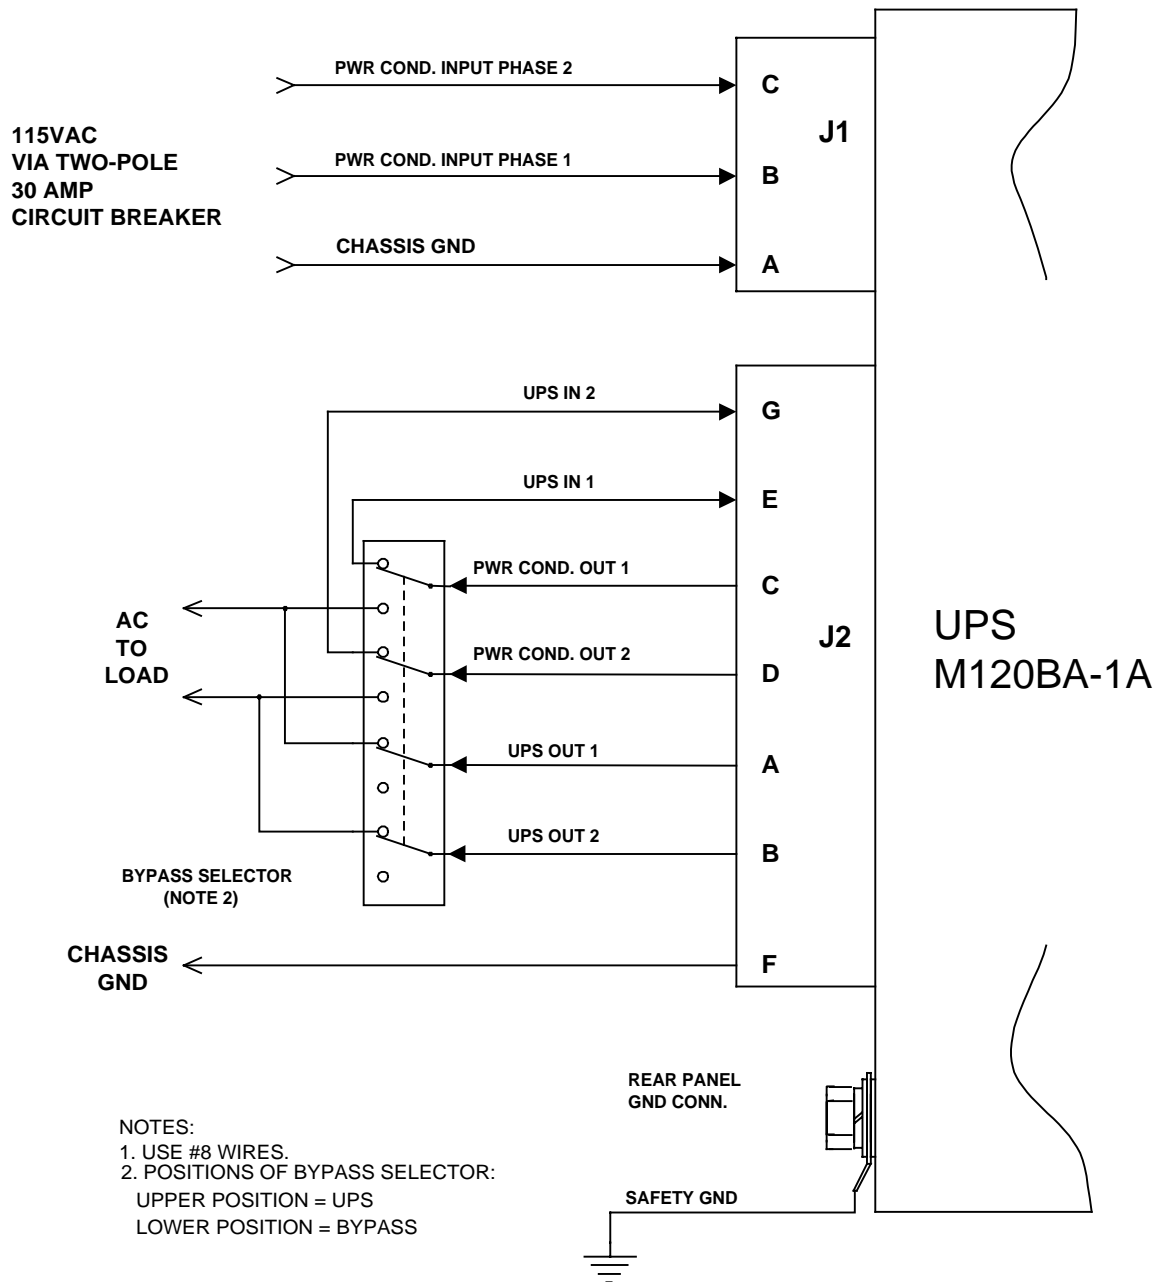 PWR COND. INPUT PHASE 2
C
J1
115VAC
VIA TWO-POLE
30 AMP
CIRCUIT BREAKER
PWR COND. INPUT PHASE 1
B
CHASSIS GND
A
UPS IN 2
G
UPS IN 1
E
PWR COND. OUT 1
C
AC
TO
LOAD
J2
UPS
M120BA-1A
PWR COND. OUT 2
D
UPS OUT 1
A
UPS OUT 2
B
BYPASS SELECTOR
(NOTE 2)
CHASSIS
GND
F
REAR PANEL
GND CONN.
NOTES:
1. USE #8 WIRES.
2. POSITIONS OF BYPASS SELECTOR:
UPPER POSITION = UPS
LOWER POSITION = BYPASS
SAFETY GND